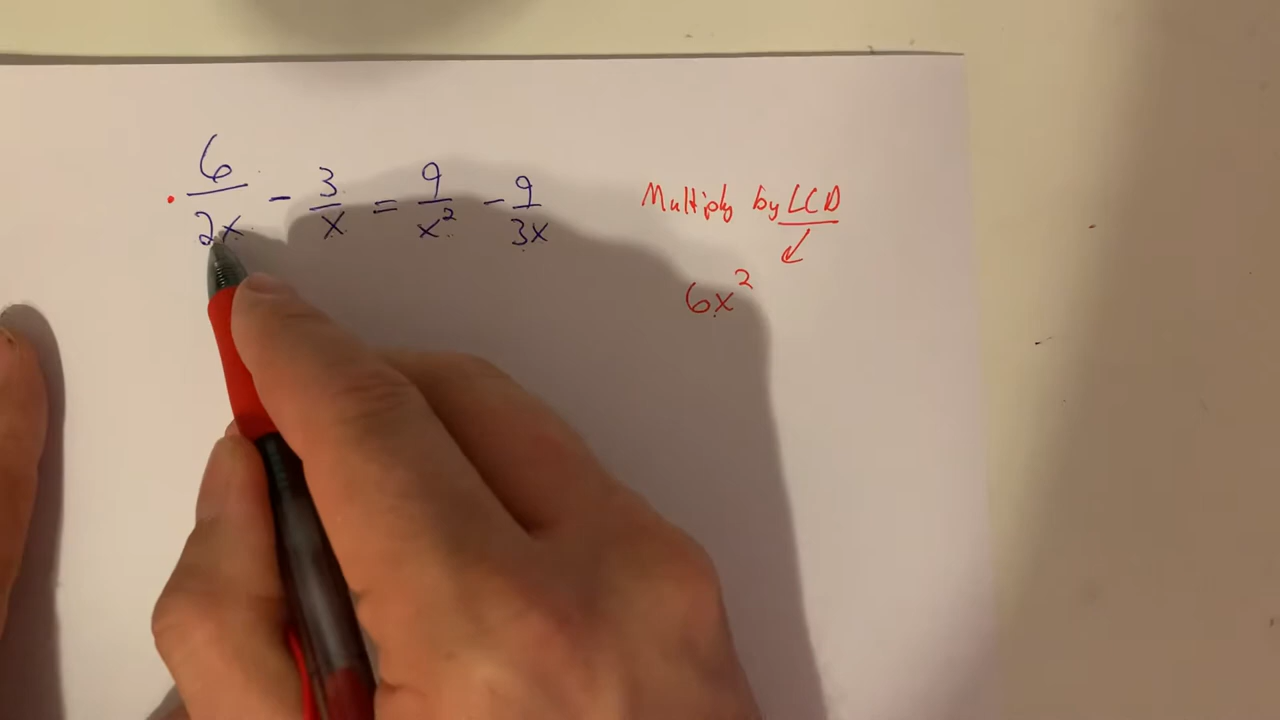 6/2x - 3/x = 9/x² - 9/3x
Multiply by LCD
6x²